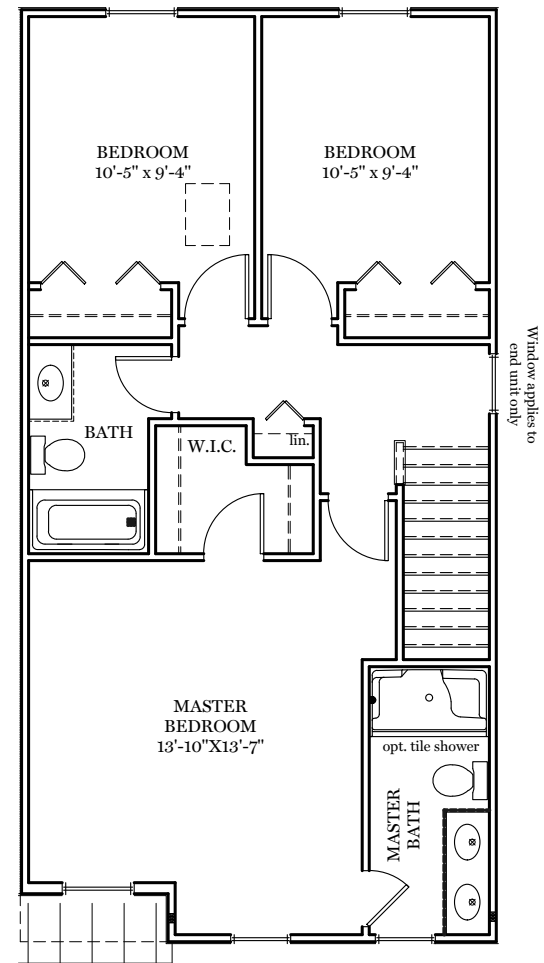 BEDROOM
10'-5" x 9'-4"
BEDROOM
10'-5" x 9'-4"
Window applies to
end unit only
BATH
W.I.C.
lin.
MASTER
BEDROOM
13'-10"X13'-7"
opt. tile shower
MASTER
BATH